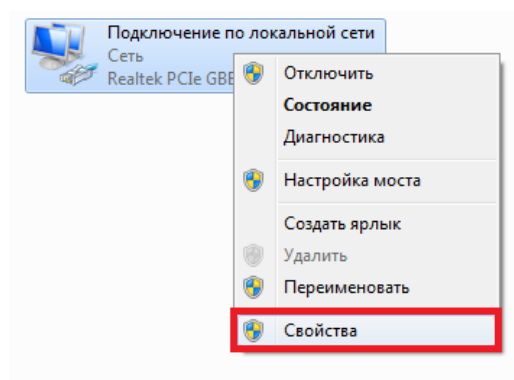 Подключение по локальной сети
Сеть
Realtek PCIe GBE
Отключить
Состояние
Диагностика
Настройка моста
Создать ярлык
Удалить
Переименовать
Свойства